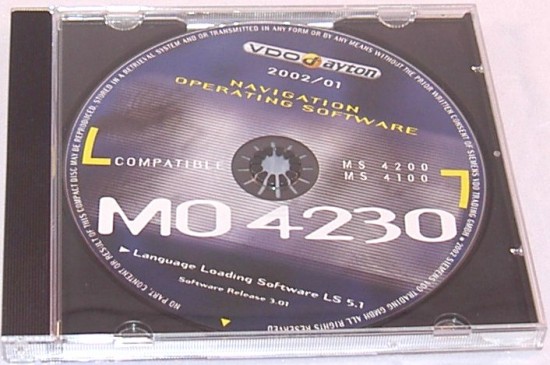 VDO dayton
2002/01
NAVIGATION
OPERATING SOFTWARE
COMPATIBLE
MS 4200
MS 4100
MO 4230
Language Loading Software LS 5.1
Software Release 3.01
NO PART, CONTENT OR RESULT OF THIS COMPACT DISC MAY BE REPRODUCED, STORED IN A RETRIEVAL SYSTEM AND OR TRANSMITTED IN ANY FORM OR BY ANY MEANS WITHOUT THE PRIOR WRITTEN CONSENT OF SIEMENS VDO TRADING GMBH © 2002 SIEMENS VDO TRADING GMBH ALL RIGHTS RESERVED